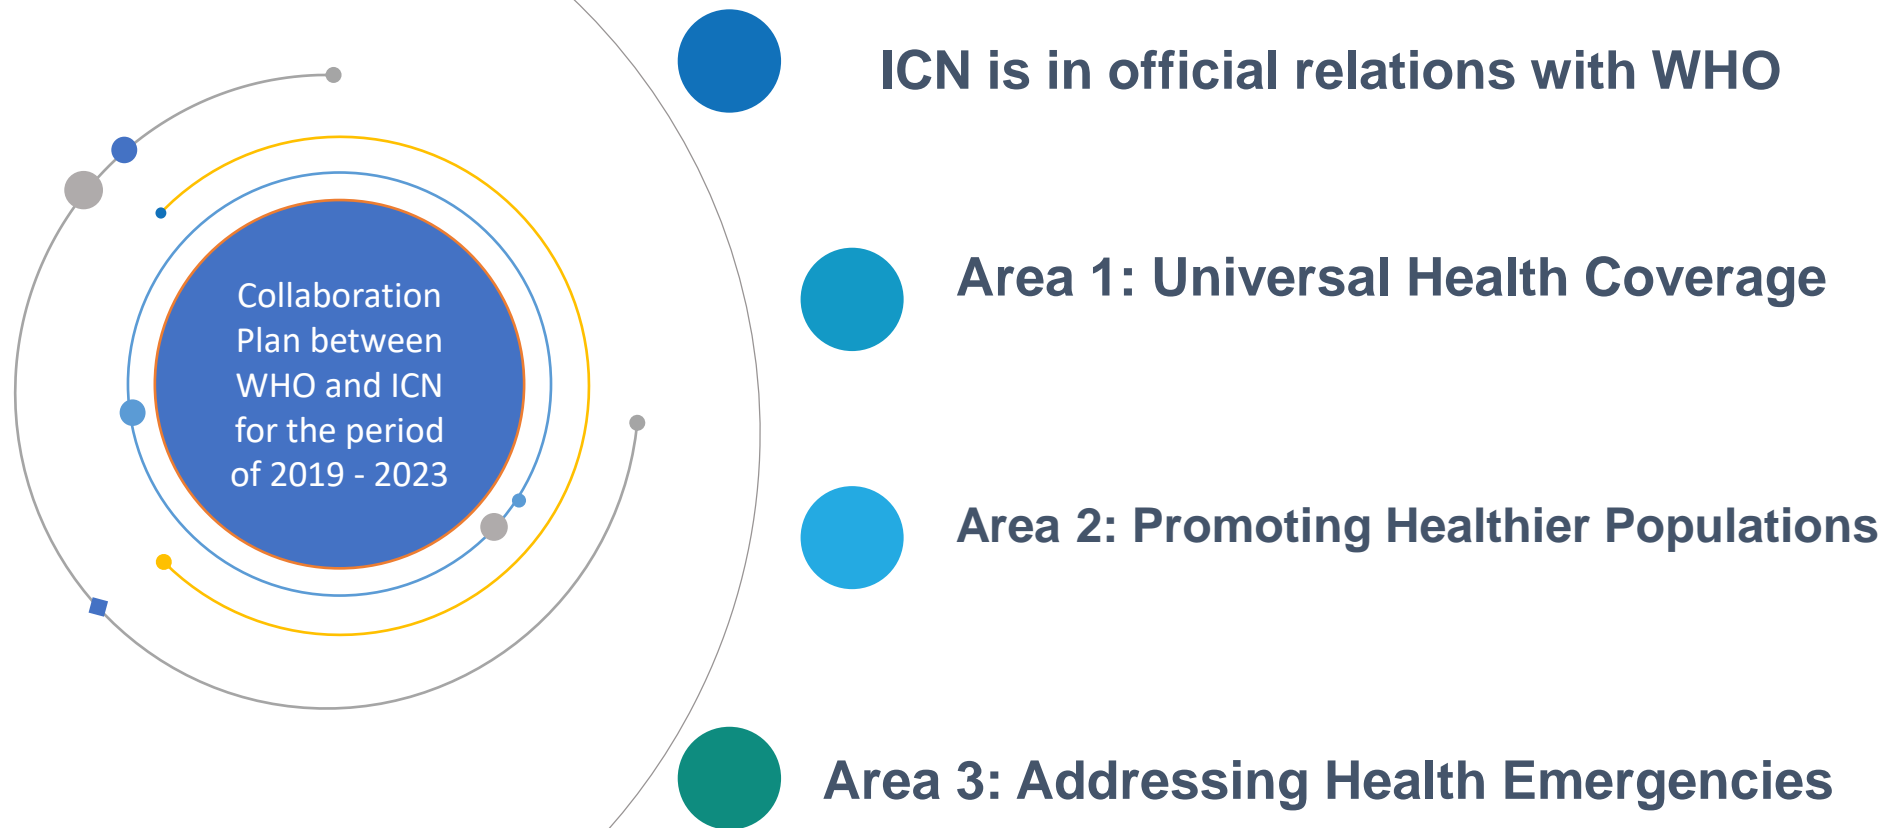 ICN is in official relations with WHO
Collaboration
Plan between
WHO and ICN
for the period
of 2019 - 2023
Area 1: Universal Health Coverage
Area 2: Promoting Healthier Populations
Area 3: Addressing Health Emergencies